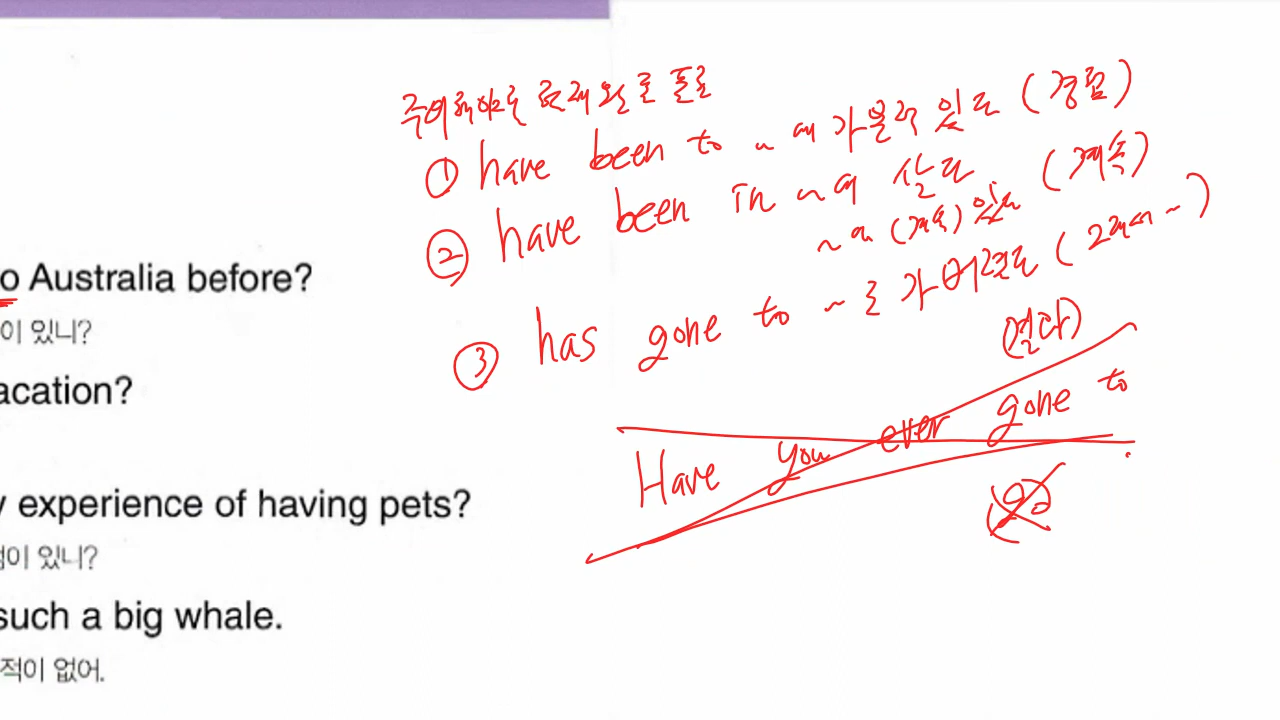 주의해야할 현재완료 표현
① have been to ~에 가본적 있다 (경험)
② have been in ~에 살다 (계속)
~에 (계속) 있다
③ has gone to ~로 가버렸다 (결과 ~)
o Australia before?
이 있니?
acation?
(없다)
Have you ever gone to
y experience of having pets?
험이 있니?
such a big whale.
적이 없어.